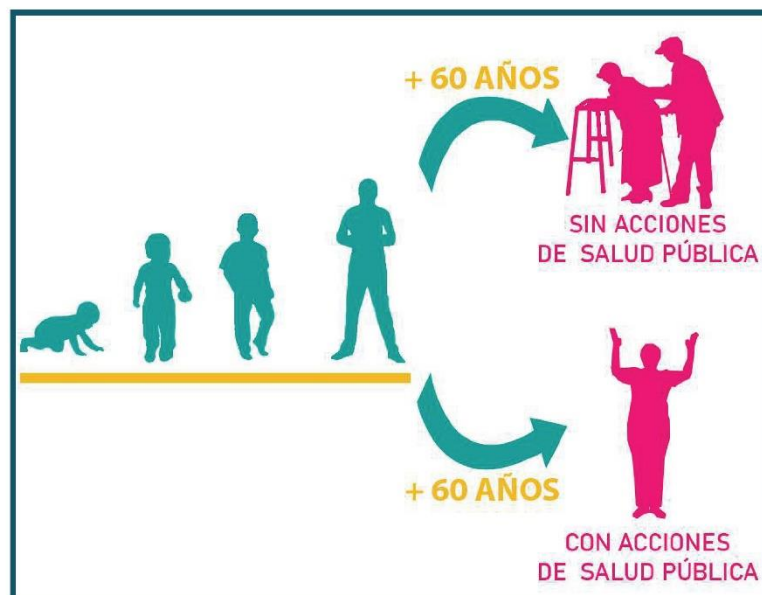 + 60 AÑOS
SIN ACCIONES
DE SALUD PÚBLICA
+ 60 AÑOS
CON ACCIONES
DE SALUD PÚBLICA